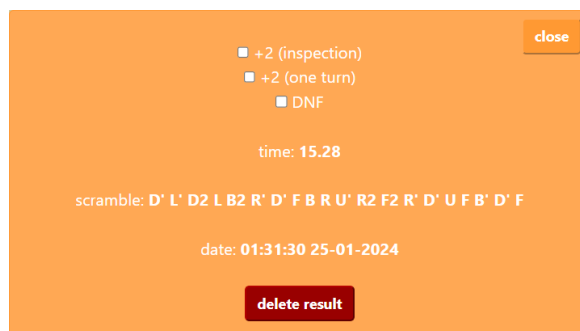 close
+2 (inspection)
+2 (one turn)
DNF
time: 15.28
scramble: D' L' D2 L B2 R' D' F B R U' R2 F2 R' D' U F B' D' F
date: 01:31:30 25-01-2024
delete result